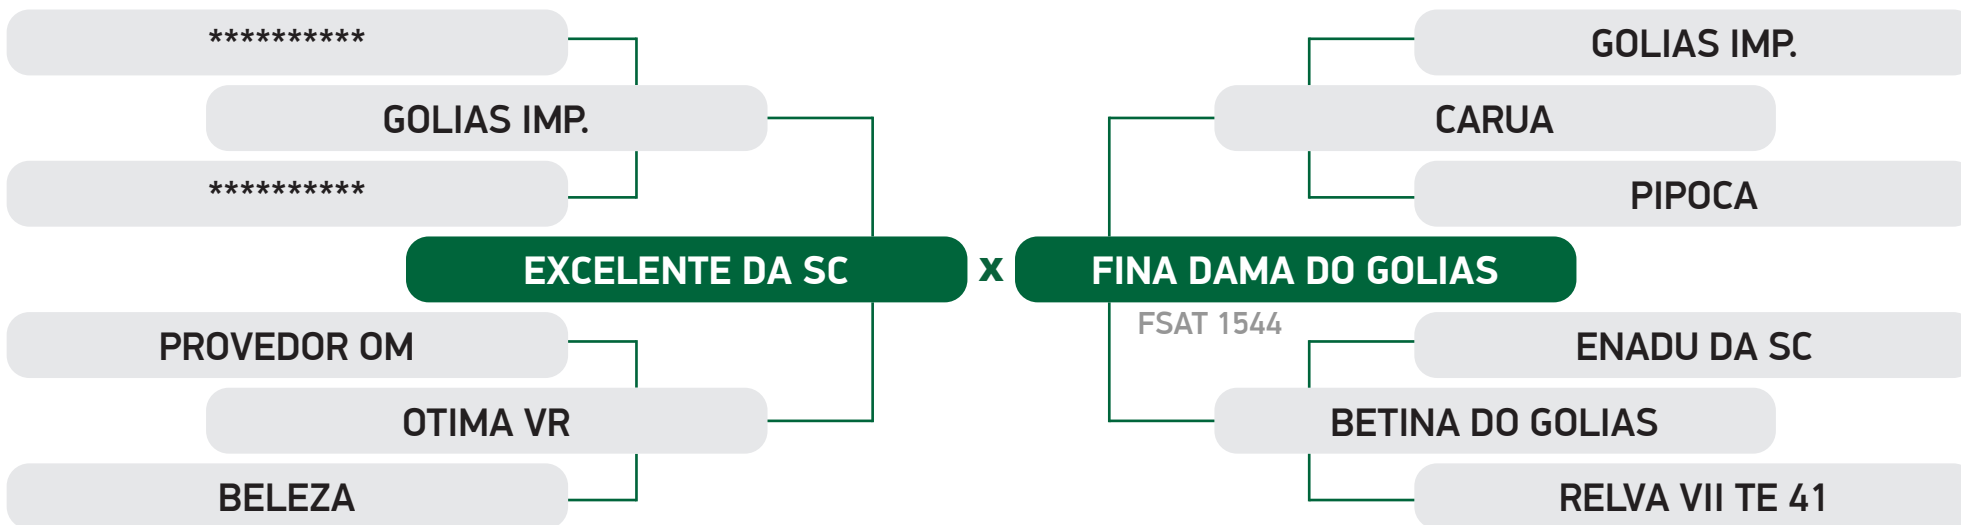 **********
GOLIAS IMP.
GOLIAS IMP.
CARUA
**********
PIPOCA
EXCELENTE DA SC x FINA DAMA DO GOLIAS
FSAT 1544
PROVEDOR OM
ENADU DA SC
OTIMA VR
BETINA DO GOLIAS
BELEZA
RELVA VII TE 41